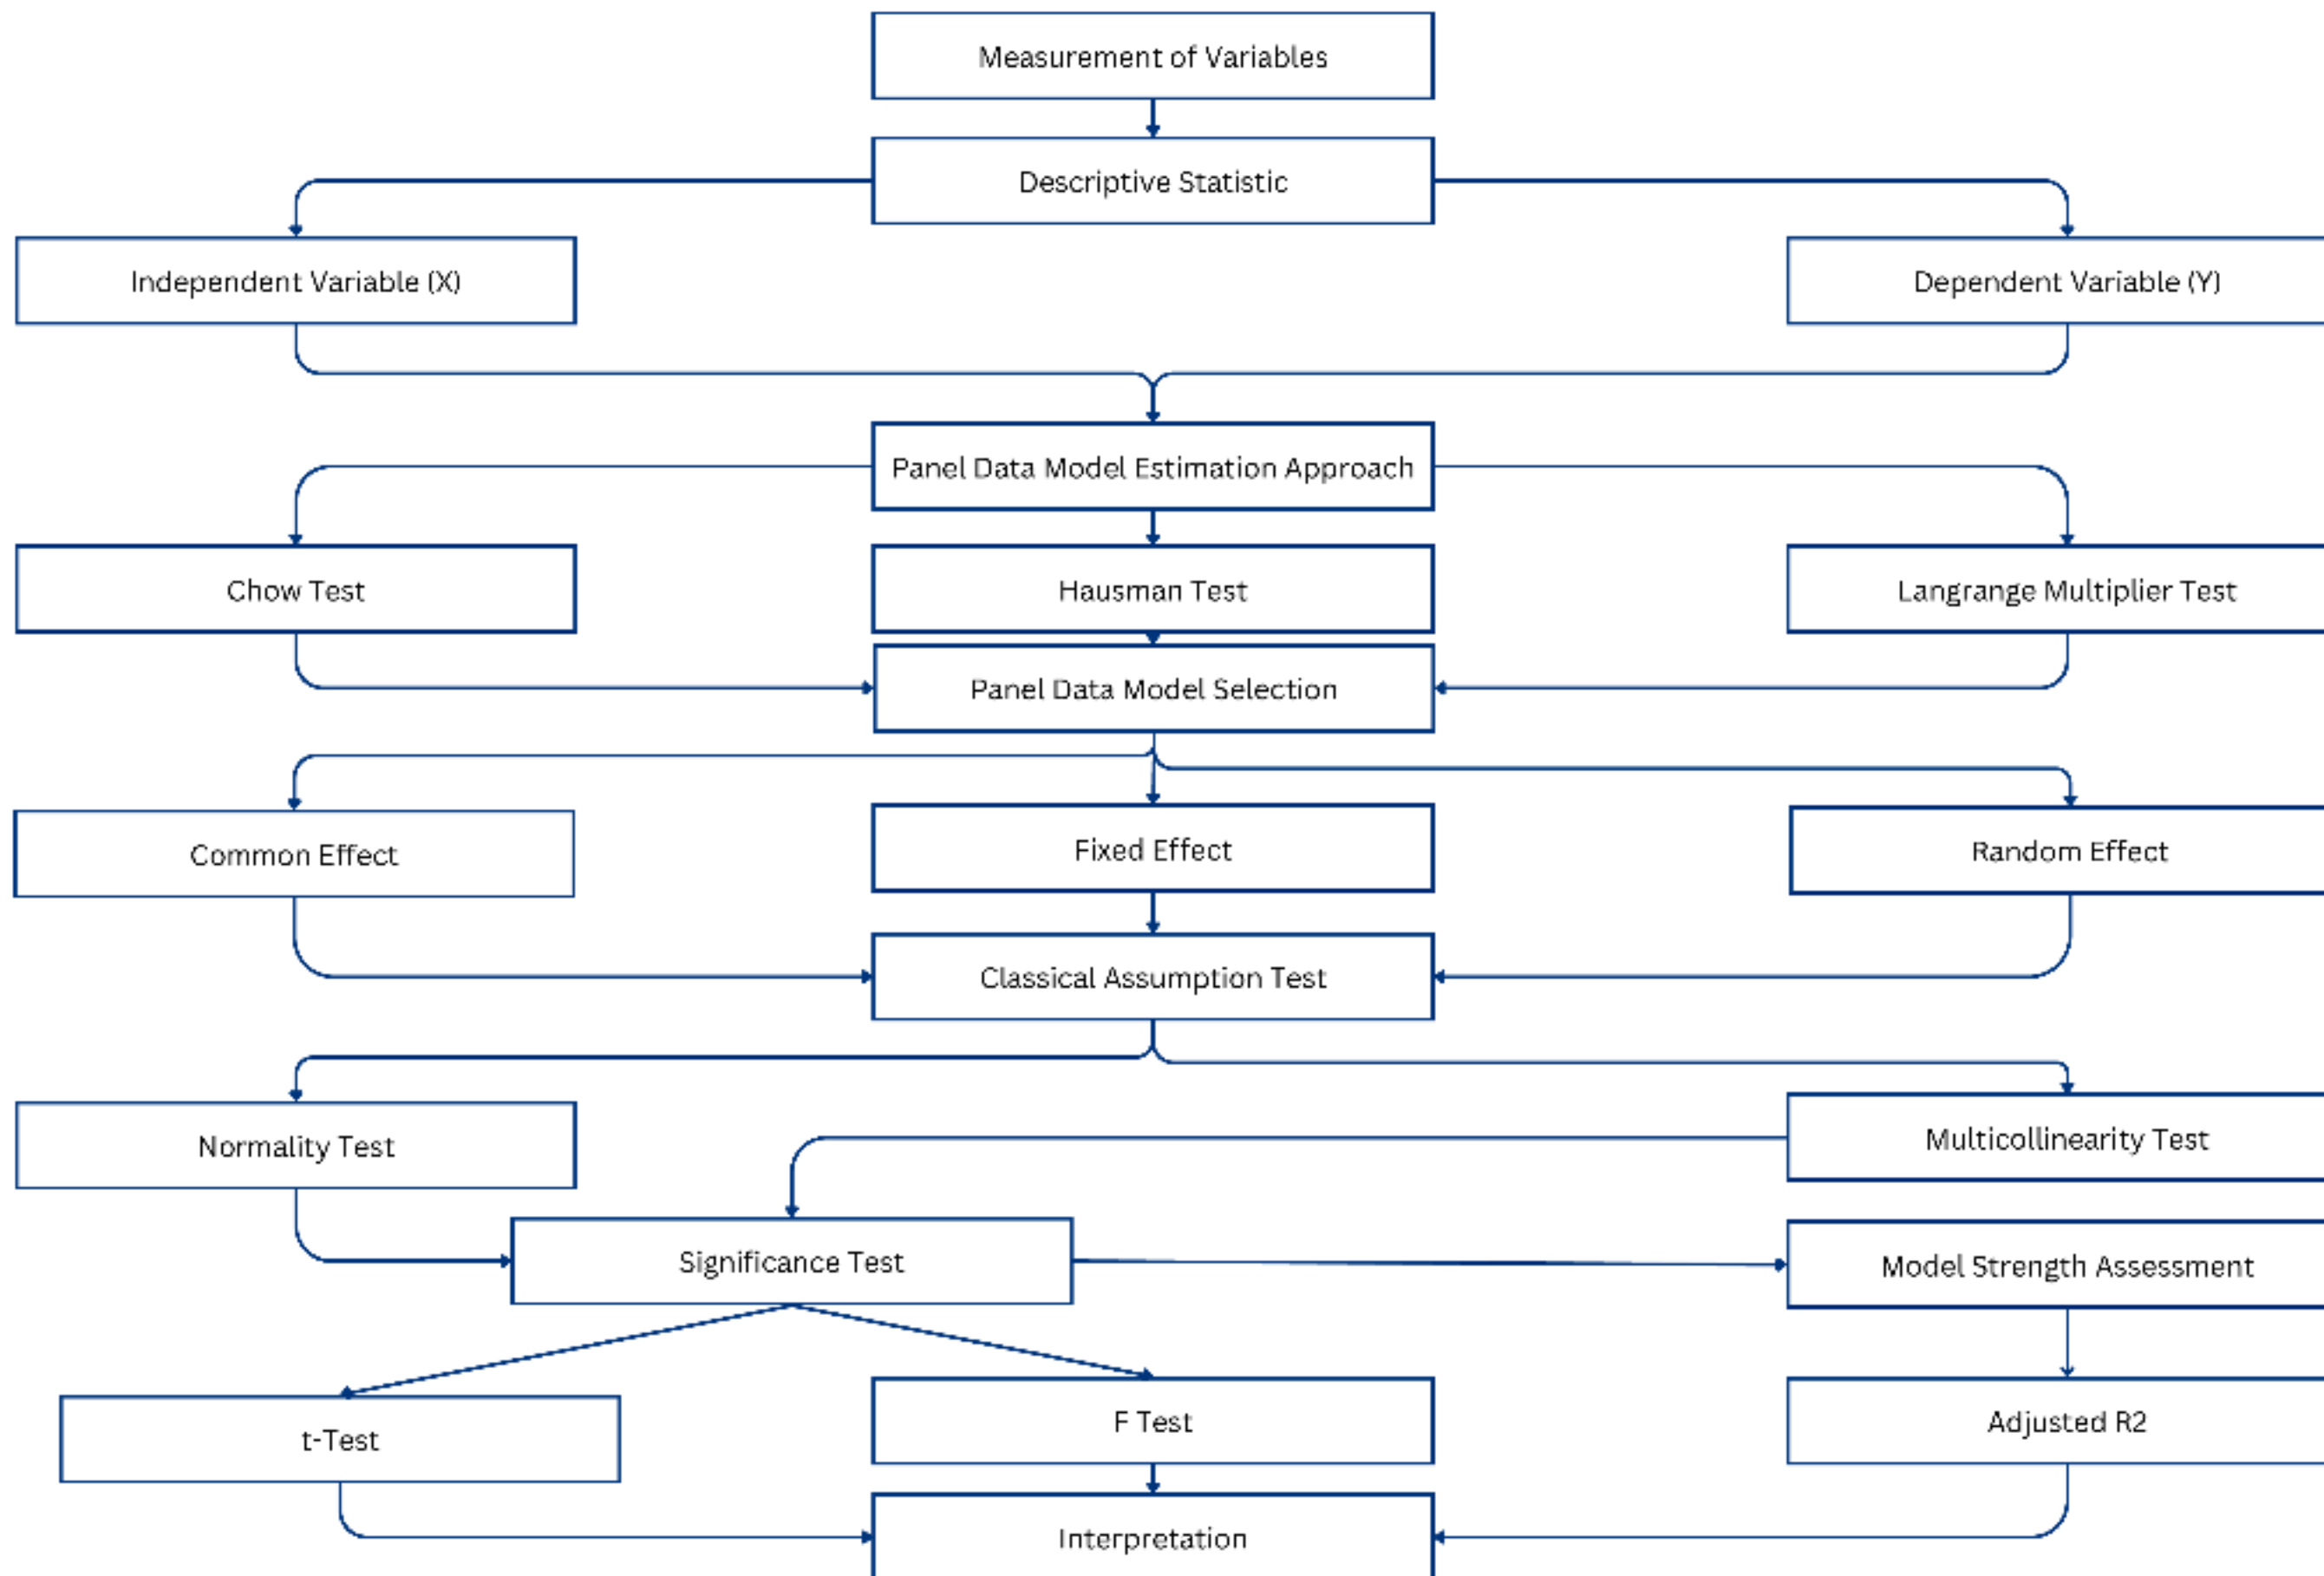 Measurement of Variables
Descriptive Statistic
Independent Variable (X)
Dependent Variable (Y)
Panel Data Model Estimation Approach
Chow Test
Hausman Test
Langrange Multiplier Test
Panel Data Model Selection
Common Effect
Fixed Effect
Random Effect
Classical Assumption Test
Normality Test
Multicollinearity Test
Significance Test
Model Strength Assessment
t-Test
F Test
Adjusted R2
Interpretation